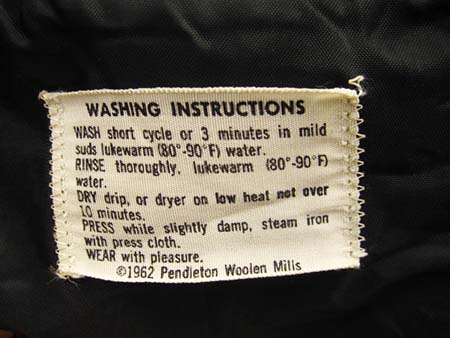 WASHING INSTRUCTIONS
WASH short cycle or 3 minutes in mild
suds lukewarm (80°-90°F) water.
RINSE thoroughly, lukewarm (80°-90°F)
water.
DRY drip, or dryer on low heat not over
10 minutes.
PRESS while slightly damp, steam iron
with press cloth.
WEAR with pleasure.
©1962 Pendleton Woolen Mills